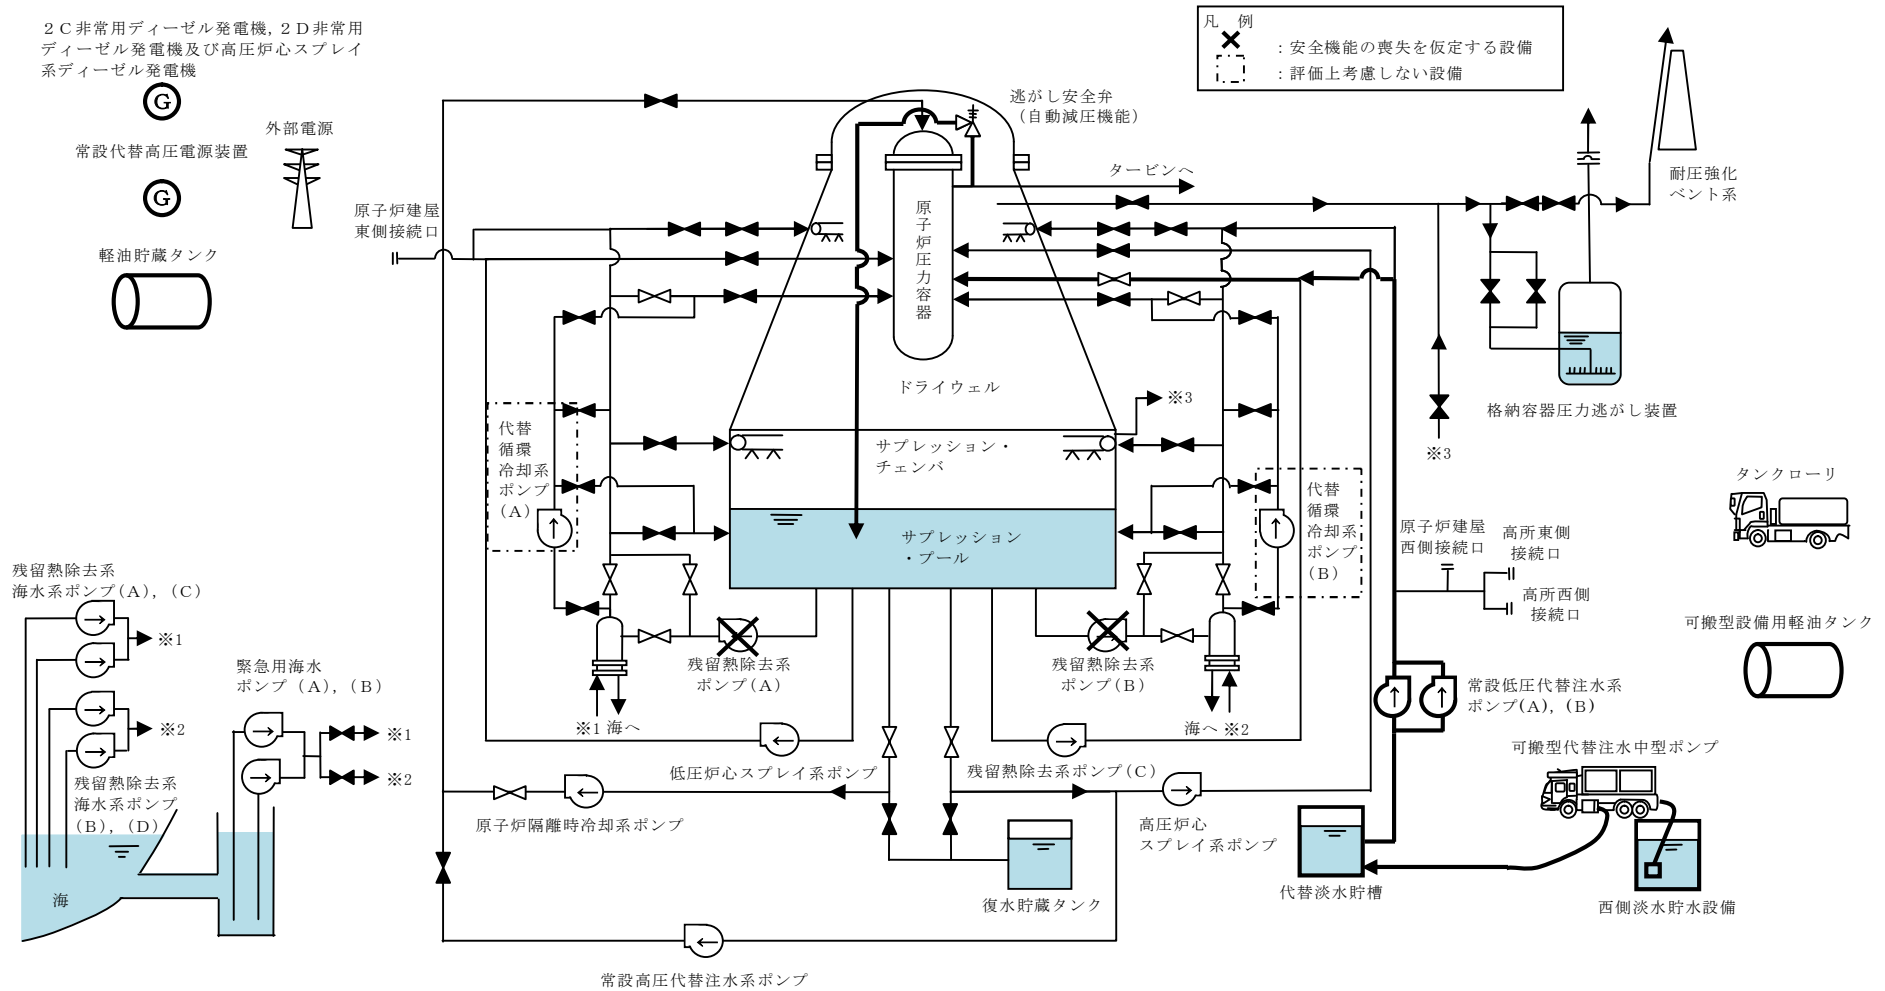 ２Ｃ非常用ディーゼル発電機，２Ｄ非常用
ディーゼル発電機及び高圧炉心スプレイ
系ディーゼル発電機
G
常設代替高圧電源装置
G
外部電源
軽油貯蔵タンク
原子炉建屋
東側接続口
凡　例
：安全機能の喪失を仮定する設備
：評価上考慮しない設備
逃がし安全弁
（自動減圧機能）
タービンへ
耐圧強化
ベント系
原子炉圧力容器
ドライウェル
※3
サプレッション・
チェンバ
サプレッション
・プール
格納容器圧力逃がし装置
※3
代替
循環
冷却系
ポンプ
（A）
代替
循環
冷却系
ポンプ
（B）
タンクローリ
原子炉建屋
西側接続口
高所東側
接続口
高所西側
接続口
可搬型設備用軽油タンク
残留熱除去系
海水系ポンプ（A），（C）
※1
※2
残留熱除去系
海水系ポンプ
（B），（D）
緊急用海水
ポンプ（A），（B）
※1
※2
海
残留熱除去系
ポンプ(A)
※1 海へ
残留熱除去系
ポンプ(B)
海へ ※2
低圧炉心スプレイ系ポンプ
残留熱除去系ポンプ(C)
原子炉隔離時冷却系ポンプ
高圧炉心
スプレイ系ポンプ
復水貯蔵タンク
常設高圧代替注水系ポンプ
常設低圧代替注水系
ポンプ(A)，(B)
可搬型代替注水中型ポンプ
代替淡水貯槽
西側淡水貯水設備